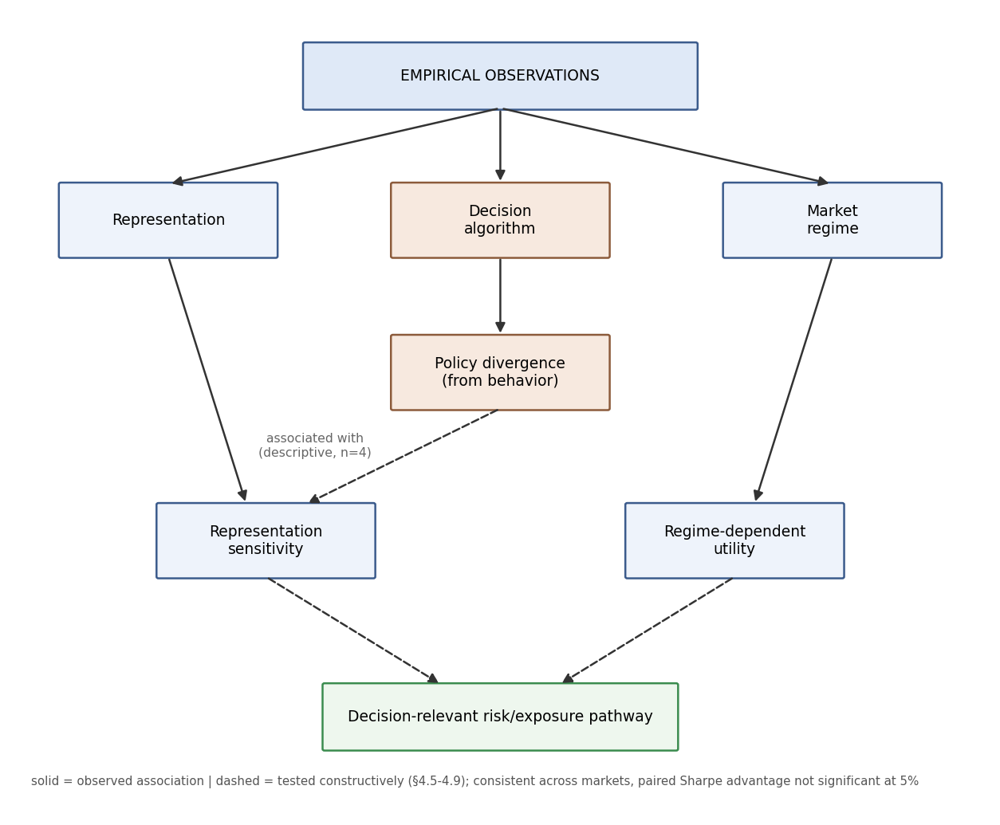 EMPIRICAL OBSERVATIONS
Representation
Decision
algorithm
Market
regime
Policy divergence
(from behavior)
associated with
(descriptive, n=4)
Representation
sensitivity
Regime-dependent
utility
Decision-relevant risk/exposure pathway
solid = observed association | dashed = tested constructively (§4.5-4.9); consistent across markets, paired Sharpe advantage not significant at 5%